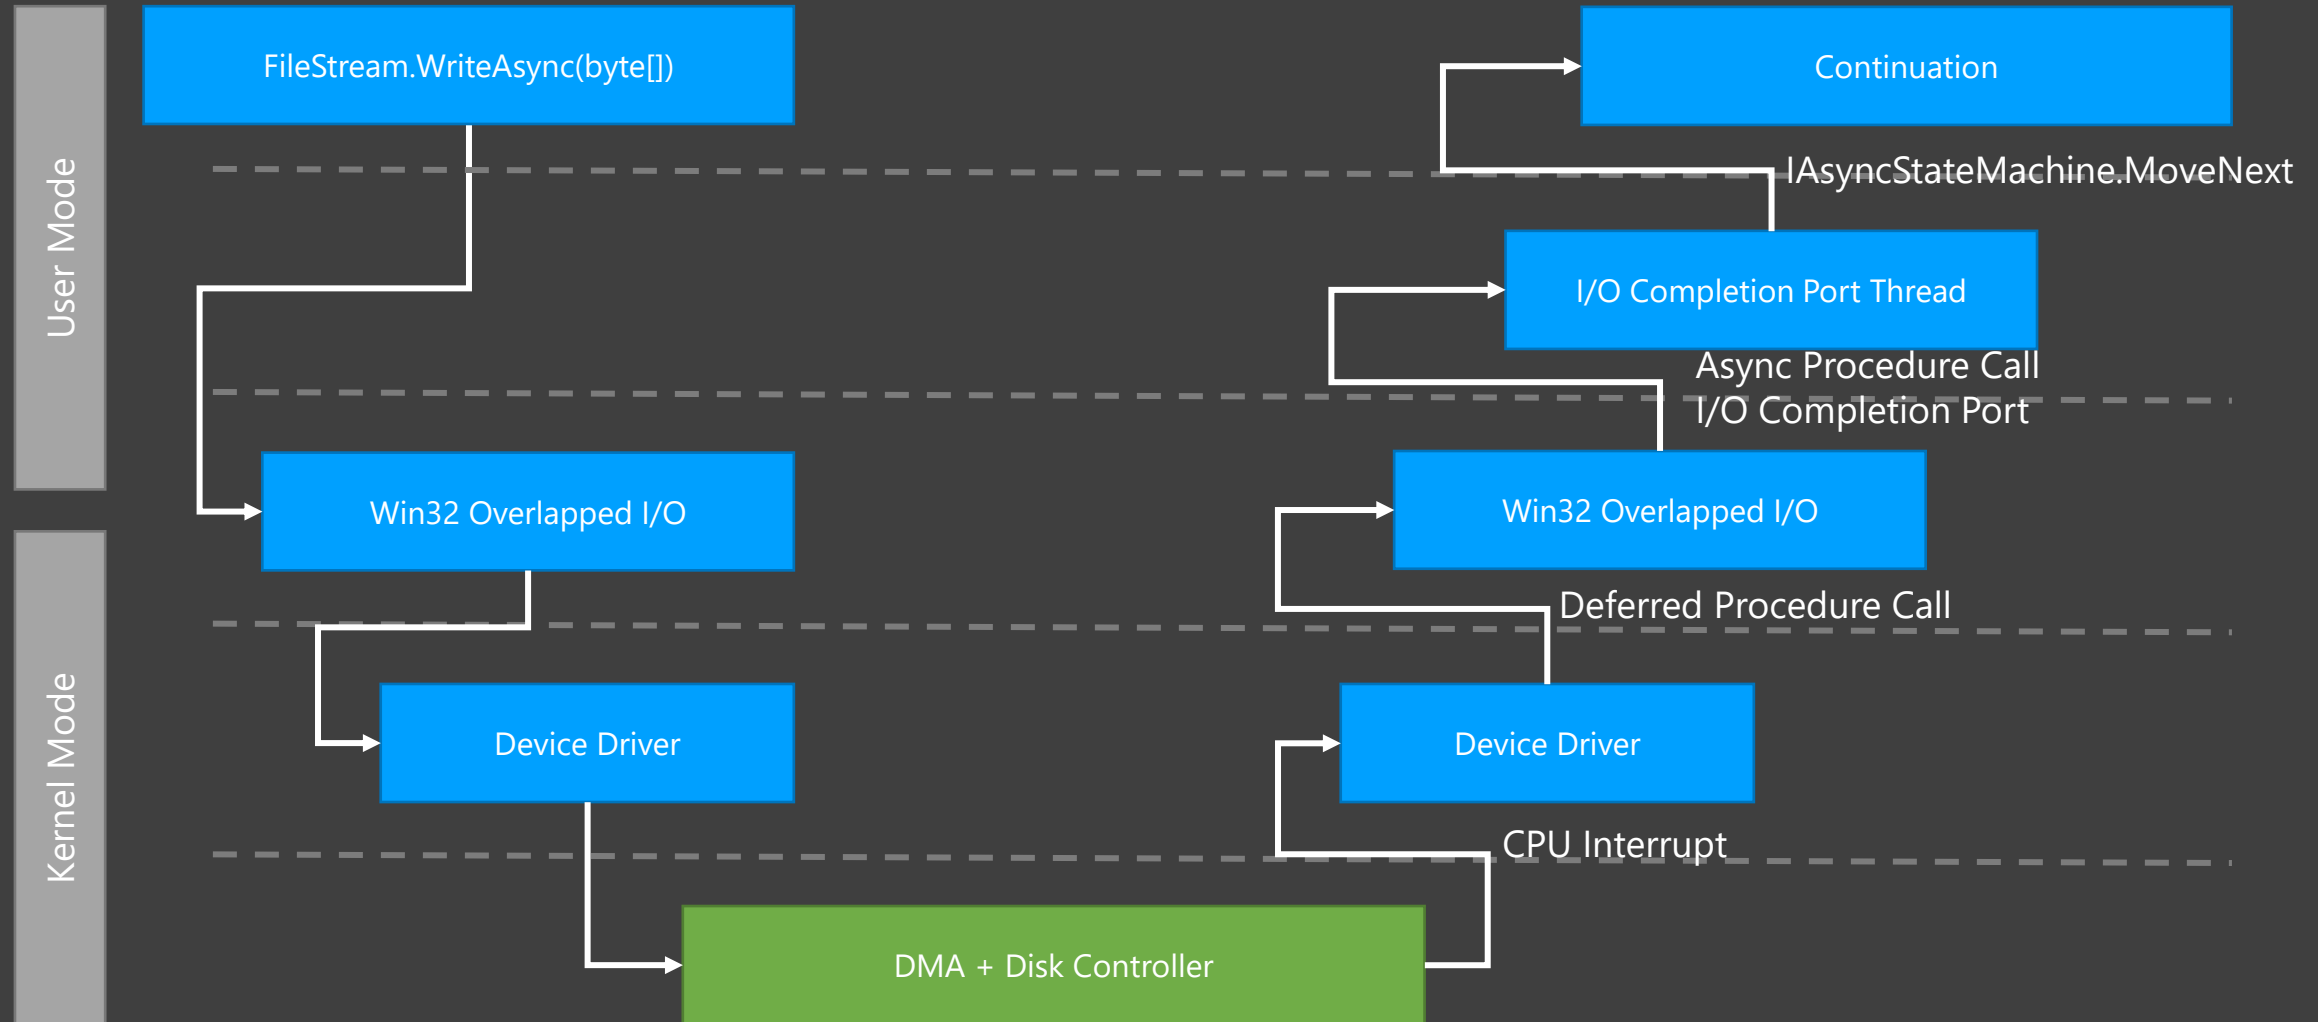 User Mode
Kernel Mode
FileStream.WriteAsync(byte[])
Win32 Overlapped I/O
Device Driver
DMA + Disk Controller
CPU Interrupt
Device Driver
Deferred Procedure Call
Win32 Overlapped I/O
Async Procedure Call
I/O Completion Port
I/O Completion Port Thread
IAsyncStateMachine.MoveNext
Continuation